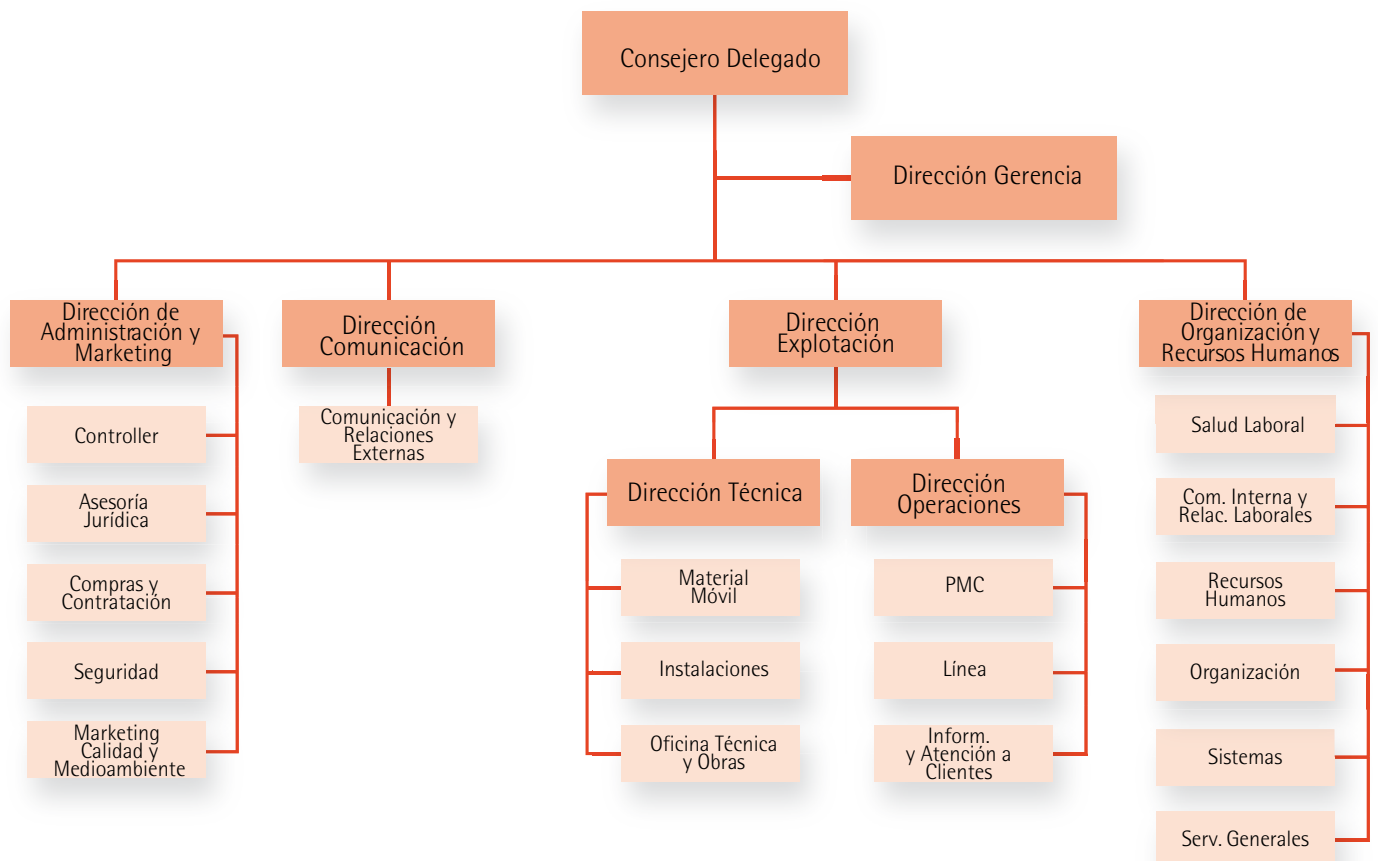 Consejero Delegado
Dirección Gerencia
Dirección de
Administración y
Marketing
Controller
Asesoría
Jurídica
Compras y
Contratación
Seguridad
Marketing
Calidad y
Medioambiente
Dirección
Comunicación
Comunicación y
Relaciones
Externas
Dirección
Explotación
Dirección Técnica
Material
Móvil
Instalaciones
Oficina Técnica
y Obras
Dirección
Operaciones
PMC
Línea
Inform.
y Atención a
Clientes
Dirección de
Organización y
Recursos Humanos
Salud Laboral
Com. Interna y
Relac. Laborales
Recursos
Humanos
Organización
Sistemas
Serv. Generales